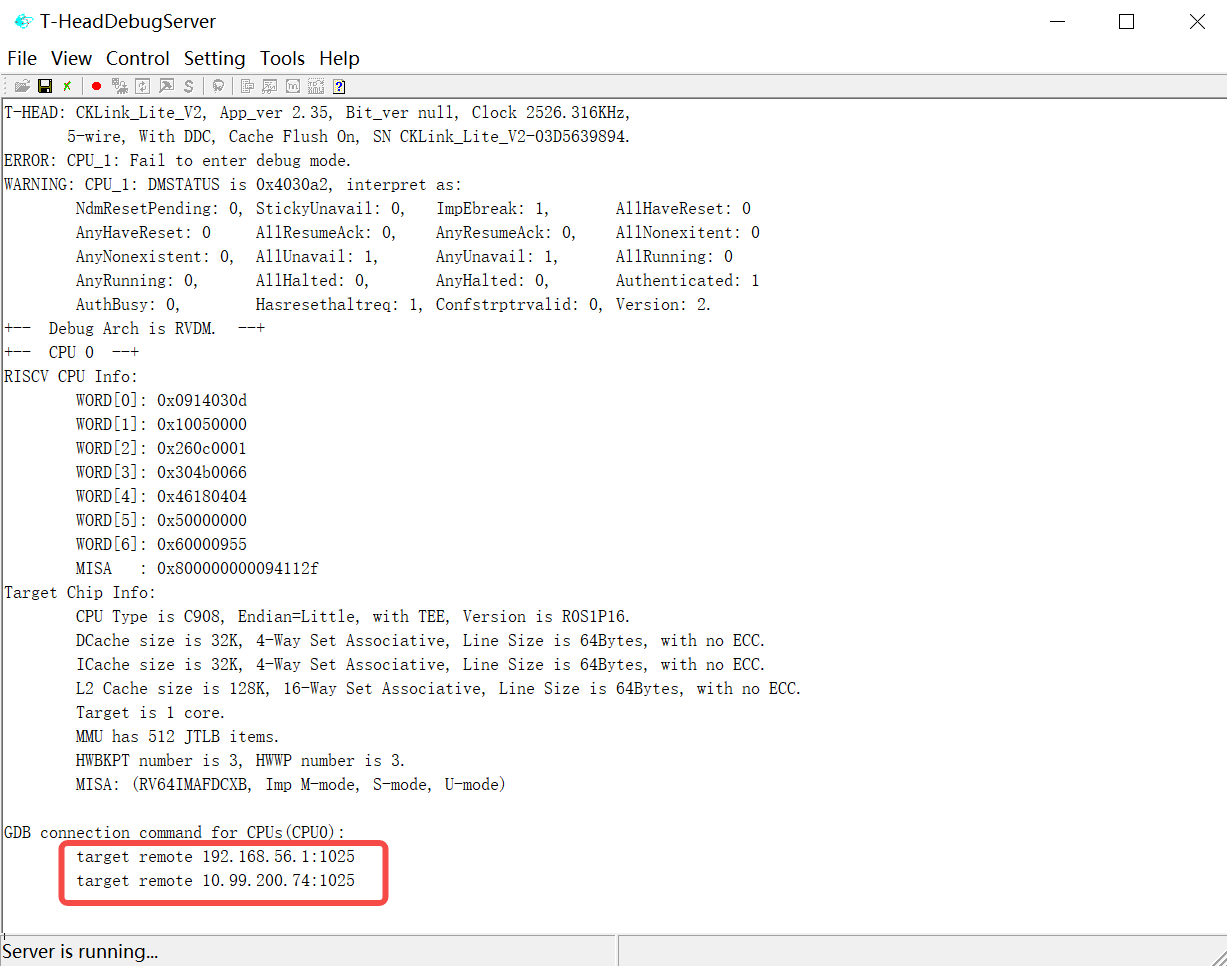 T-HeadDebugServer
File View Control Setting Tools Help
T-HEAD: CKLink_Lite_V2, App_ver 2.35, Bit_ver null, Clock 2526.316KHz,
5-wire, With DDC, Cache Flush On, SN CKLink_Lite_V2-03D5639894.
ERROR: CPU_1: Fail to enter debug mode.
WARNING: CPU_1: DMSTATUS is 0x4030a2, interpret as:
NdmResetPending: 0, StickyUnavail: 0, ImpEbreak: 1, AllHaveReset: 0
AnyHaveReset: 0 AllResumeAck: 0, AnyResumeAck: 0, AllNonexitent: 0
AnyNonexistent: 0, AllUnavail: 1, AnyUnavail: 1, AllRunning: 0
AnyRunning: 0, AllHalted: 0, AnyHalted: 0, Authenticated: 1
AuthBusy: 0, Hasresethaltreq: 1, Confstrptrvalid: 0, Version: 2.
+-- Debug Arch is RVDM. --+
+-- CPU 0 --+
RISCV CPU Info:
WORD[0]: 0x0914030d
WORD[1]: 0x10050000
WORD[2]: 0x260c0001
WORD[3]: 0x304b0066
WORD[4]: 0x46180404
WORD[5]: 0x50000000
WORD[6]: 0x60000955
MISA : 0x800000000094112f
Target Chip Info:
CPU Type is C908, Endian=Little, with TEE, Version is R0S1P16.
DCache size is 32K, 4-Way Set Associative, Line Size is 64Bytes, with no ECC.
ICache size is 32K, 4-Way Set Associative, Line Size is 64Bytes, with no ECC.
L2 Cache size is 128K, 16-Way Set Associative, Line Size is 64Bytes, with no ECC.
Target is 1 core.
MMU has 512 JTLB items.
HWBKPT number is 3, HWWP number is 3.
MISA: (RV64IMAFDCXB, Imp M-mode, S-mode, U-mode)
GDB connection command for CPUs(CPU0):
target remote 192.168.56.1:1025
target remote 10.99.200.74:1025
Server is running...